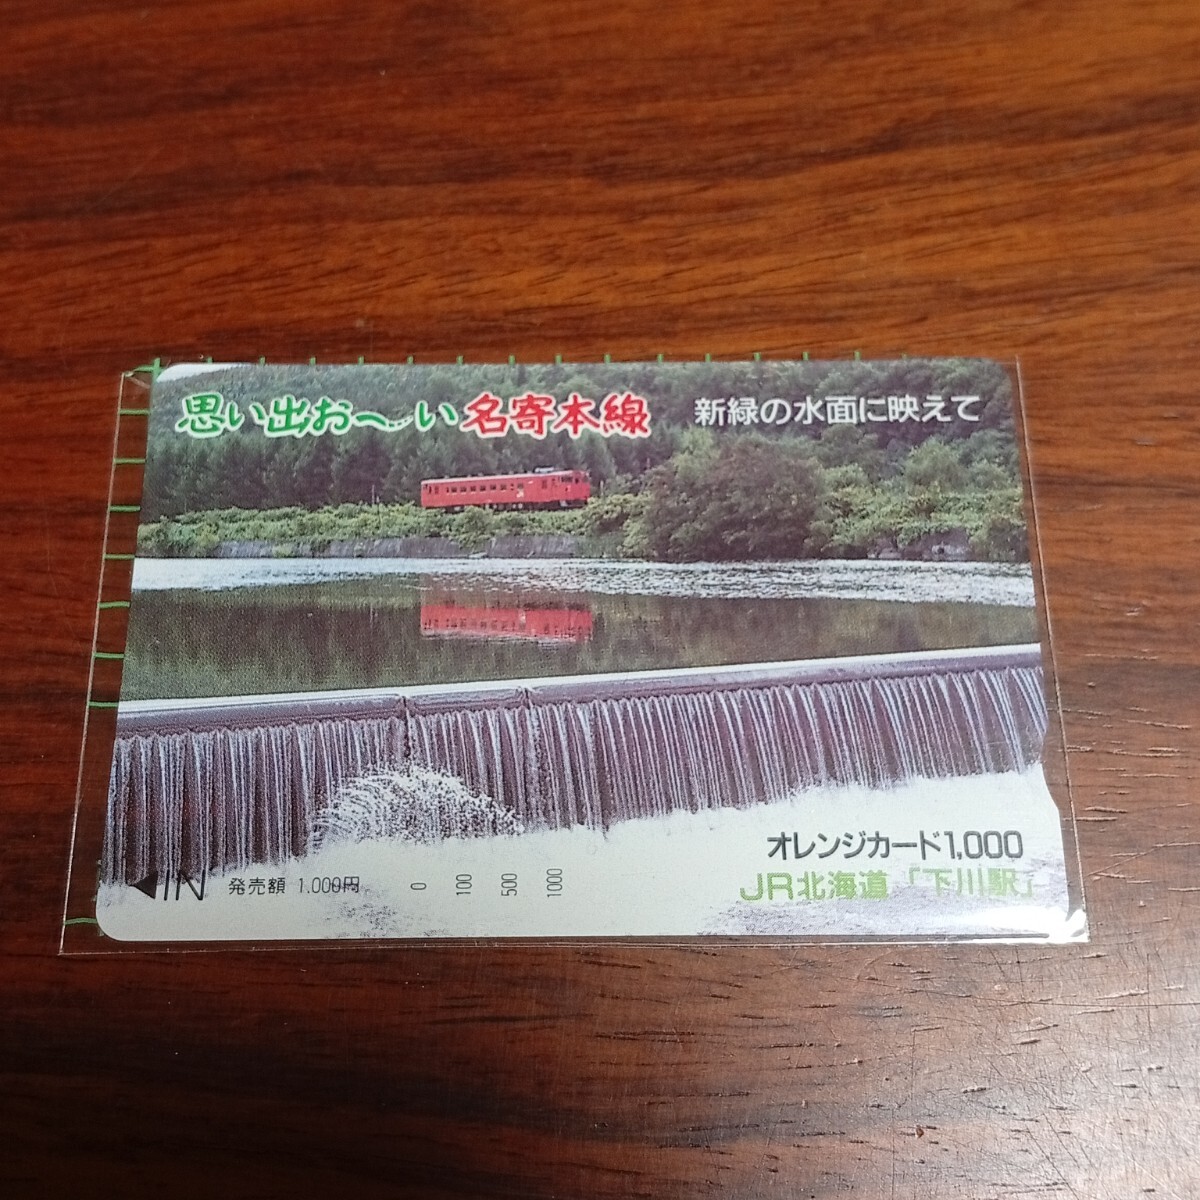 思い出お〜い名寄本線
新緑の水面に映えて
オレンジカード1,000
JR北海道「下川駅」
◀IN 発売額 1,000円 0 100 500 1000